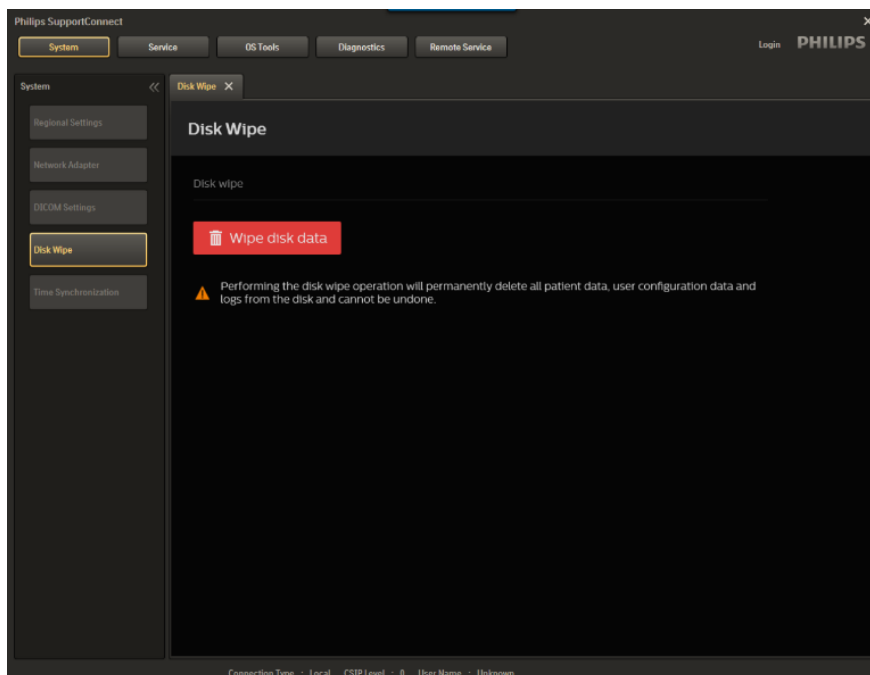 Philips SupportConnect
System Service OS Tools Diagnostics Remote Service Login PHILIPS
System
Disk Wipe
Regional Settings
Network Adapter
DICOM Settings
Disk Wipe
Time Synchronization
Disk Wipe
Disk wipe
Wipe disk data
Performing the disk wipe operation will permanently delete all patient data, user configuration data and
logs from the disk and cannot be undone.
Connection Type : Local CSIP Level : 0 User Name : Unknown